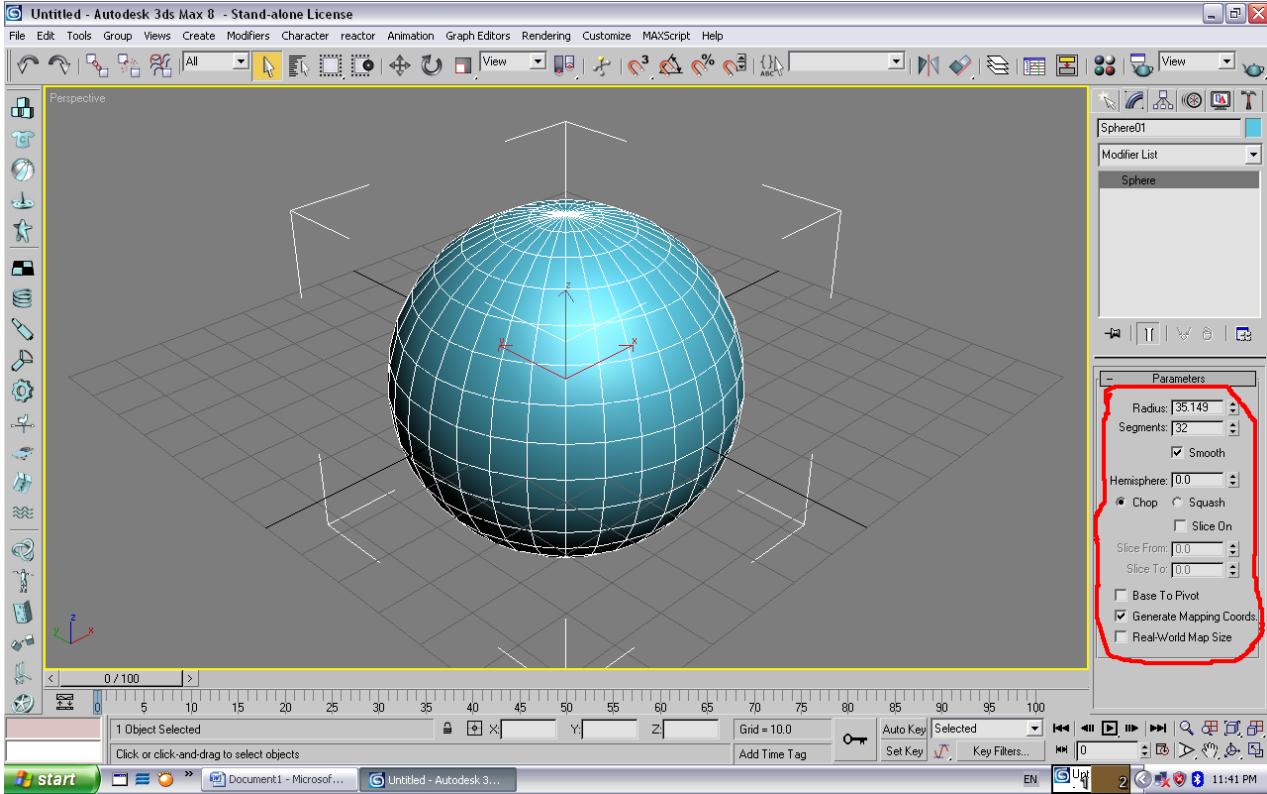 Untitled - Autodesk 3ds Max 8 - Stand-alone License
File Edit Tools Group Views Create Modifiers Character reactor Animation Graph Editors Rendering Customize MAXScript Help
All
View
3
%
ABC
View
Perspective
Sphere01
Modifier List
Sphere
Parameters
Radius: 35.149
Segments: 32
Smooth
Hemisphere: 0.0
Chop Squash
Slice On
Slice From: 0.0
Slice To: 0.0
Base To Pivot
Generate Mapping Coords.
Real-World Map Size
z
y x
z
y x
< 0 / 100 >
0 5 10 15 20 25 30 35 40 45 50 55 60 65 70 75 80 85 90 95 100
1 Object Selected X: Y: Z: Grid = 10.0 Auto Key Selected
Click or click-and-drag to select objects Add Time Tag Set Key Key Filters... 0
start Document1 - Microsof... Untitled - Autodesk 3... EN 2 11:41 PM